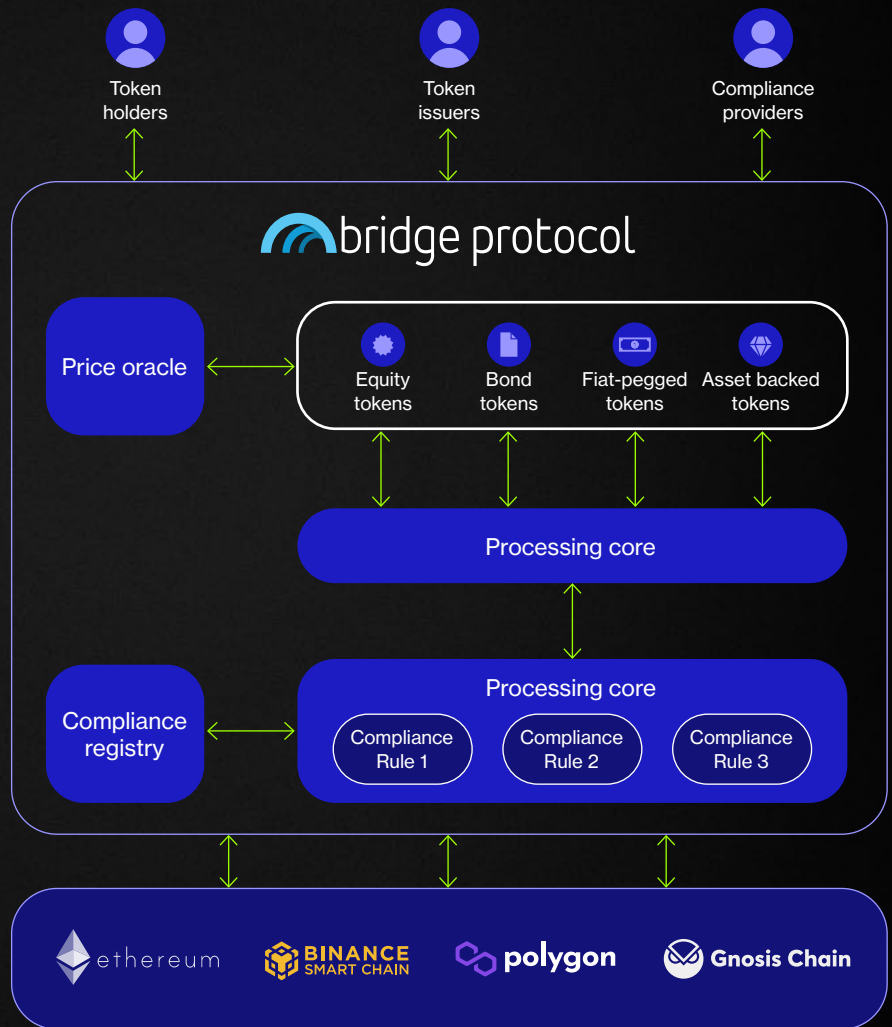 Token
holders
Token
issuers
Compliance
providers
bridge protocol
Price oracle
Equity
tokens
Bond
tokens
Fiat-pegged
tokens
Asset backed
tokens
Processing core
Compliance
registry
Processing core
Compliance
Rule 1
Compliance
Rule 2
Compliance
Rule 3
ethereum
BINANCE
SMART CHAIN
polygon
Gnosis Chain